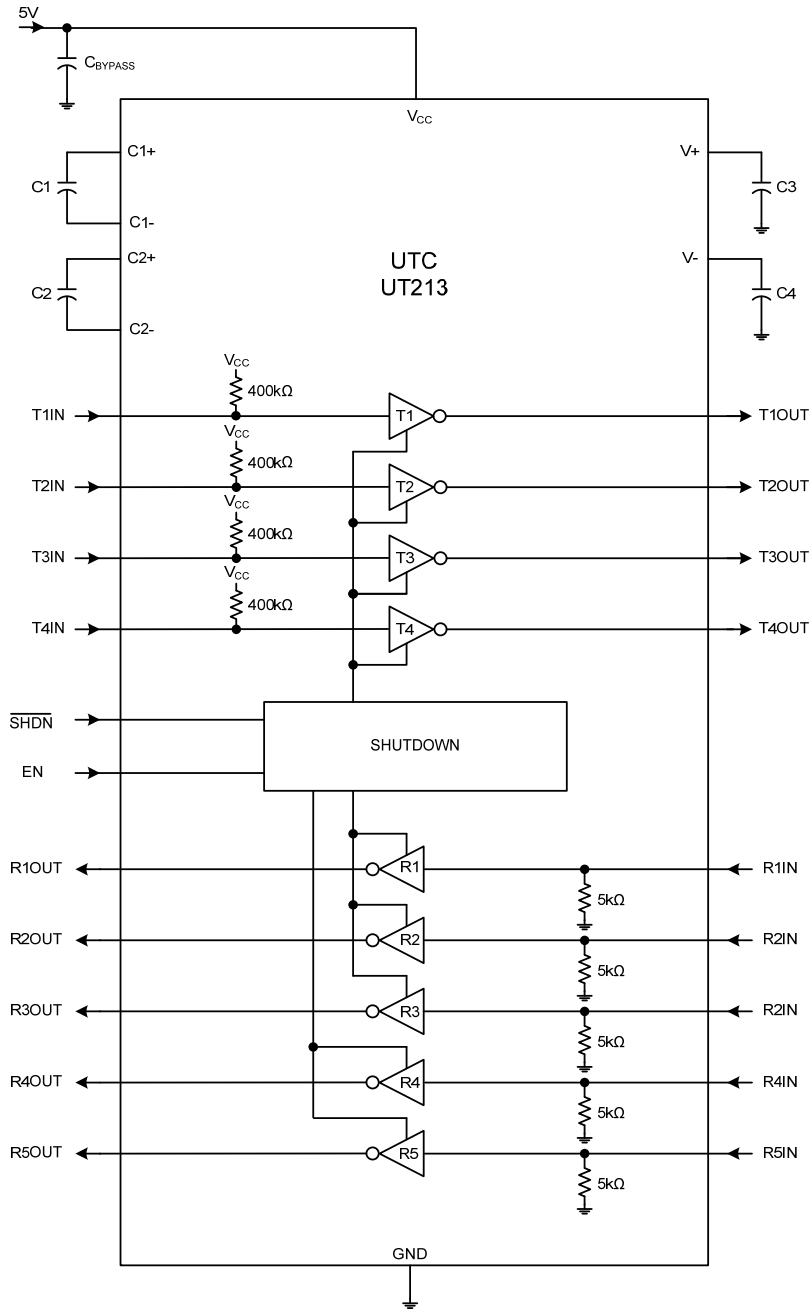 5V
CBYPASS
VCC
C1+
V+
C1
C3
C1-
C2+
V-
UTC
UT213
C2
C4
C2-
VCC
400kΩ
T1IN
T1
T1OUT
VCC
400kΩ
T2IN
T2
T2OUT
VCC
400kΩ
T3IN
T3
T3OUT
VCC
400kΩ
T4IN
T4
T4OUT
SHDN
SHUTDOWN
EN
R1OUT
R1
R1IN
5kΩ
R2OUT
R2
R2IN
5kΩ
R3OUT
R3
R2IN
5kΩ
R4OUT
R4
R4IN
5kΩ
R5OUT
R5
R5IN
5kΩ
GND